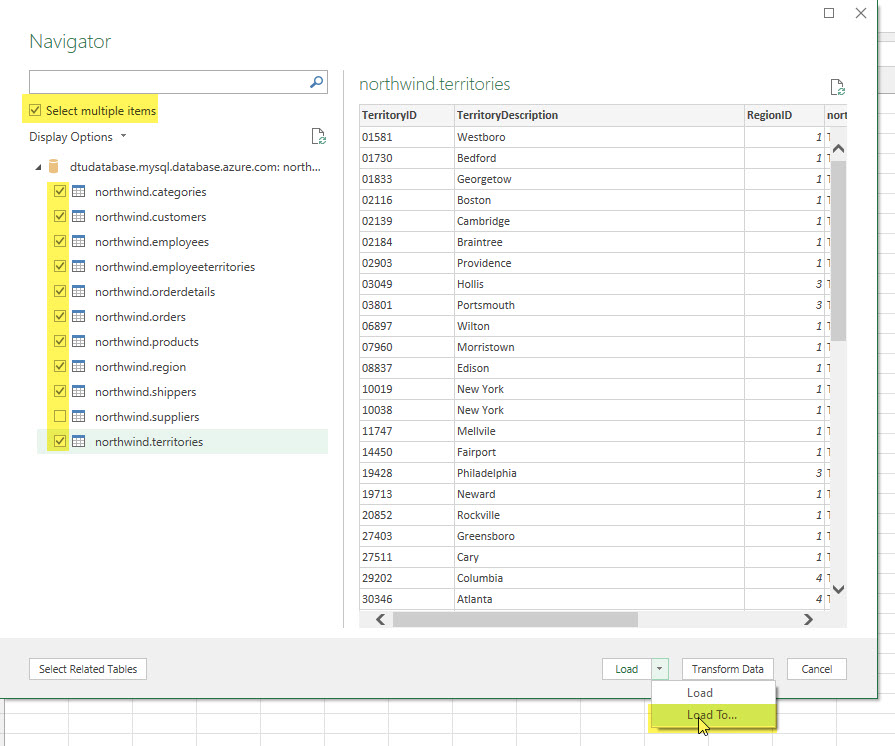 Navigator
Select multiple items
Display Options
dtudatabase.mysql.database.azure.com: north...
northwind.categories
northwind.customers
northwind.employees
northwind.employeeterritories
northwind.orderdetails
northwind.orders
northwind.products
northwind.region
northwind.shippers
northwind.suppliers
northwind.territories
northwind.territories
TerritoryID TerritoryDescription RegionID nort
01581 Westboro 1 T
01730 Bedford 1
01833 Georgetow 1 T
02116 Boston 1 T
02139 Cambridge 1 T
02184 Braintree 1 T
02903 Providence 1 T
03049 Hollis 3 T
03801 Portsmouth 3 T
06897 Wilton 1 T
07960 Morristown 1 T
08837 Edison 1 T
10019 New York 1 T
10038 New York 1 T
11747 Mellvile 1 T
14450 Fairport 1 T
19428 Philadelphia 3 T
19713 Neward 1 T
20852 Rockville 1 T
27403 Greensboro 1 T
27511 Cary 1 T
29202 Columbia 4 T
30346 Atlanta 4 T
Select Related Tables
Load
Transform Data
Cancel
Load
Load To...